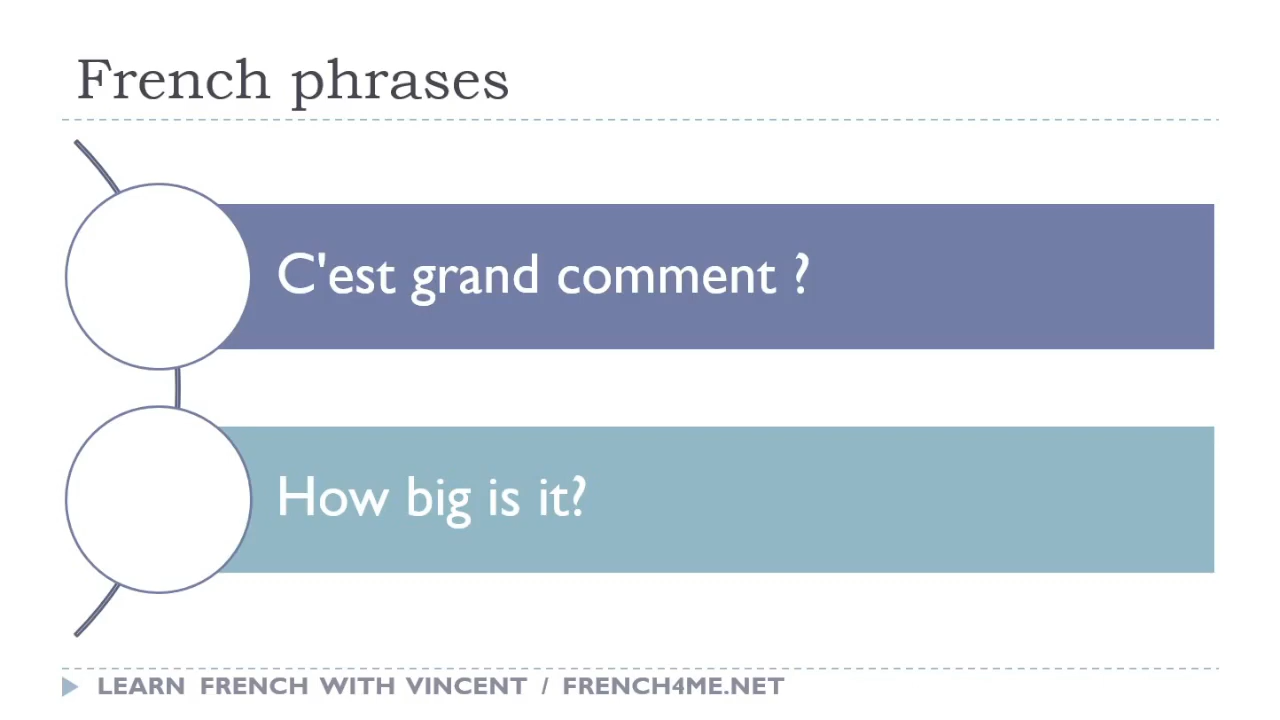 French phrases
C'est grand comment ?
How big is it?
LEARN FRENCH WITH VINCENT / FRENCH4ME.NET